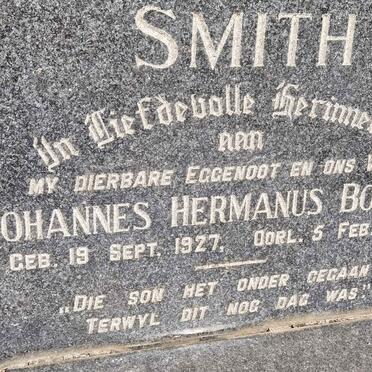 SMITH
In Liefdevolle Herinne
aan
MY DIERBARE EGGENOOT EN ONS V
OHANNES HERMANUS BO
GEB. 19 SEPT. 1927. OORL. 5 FEB.
„DIE SON HET ONDER GEGAAN
TERWYL DIT NOG DAG WAS."